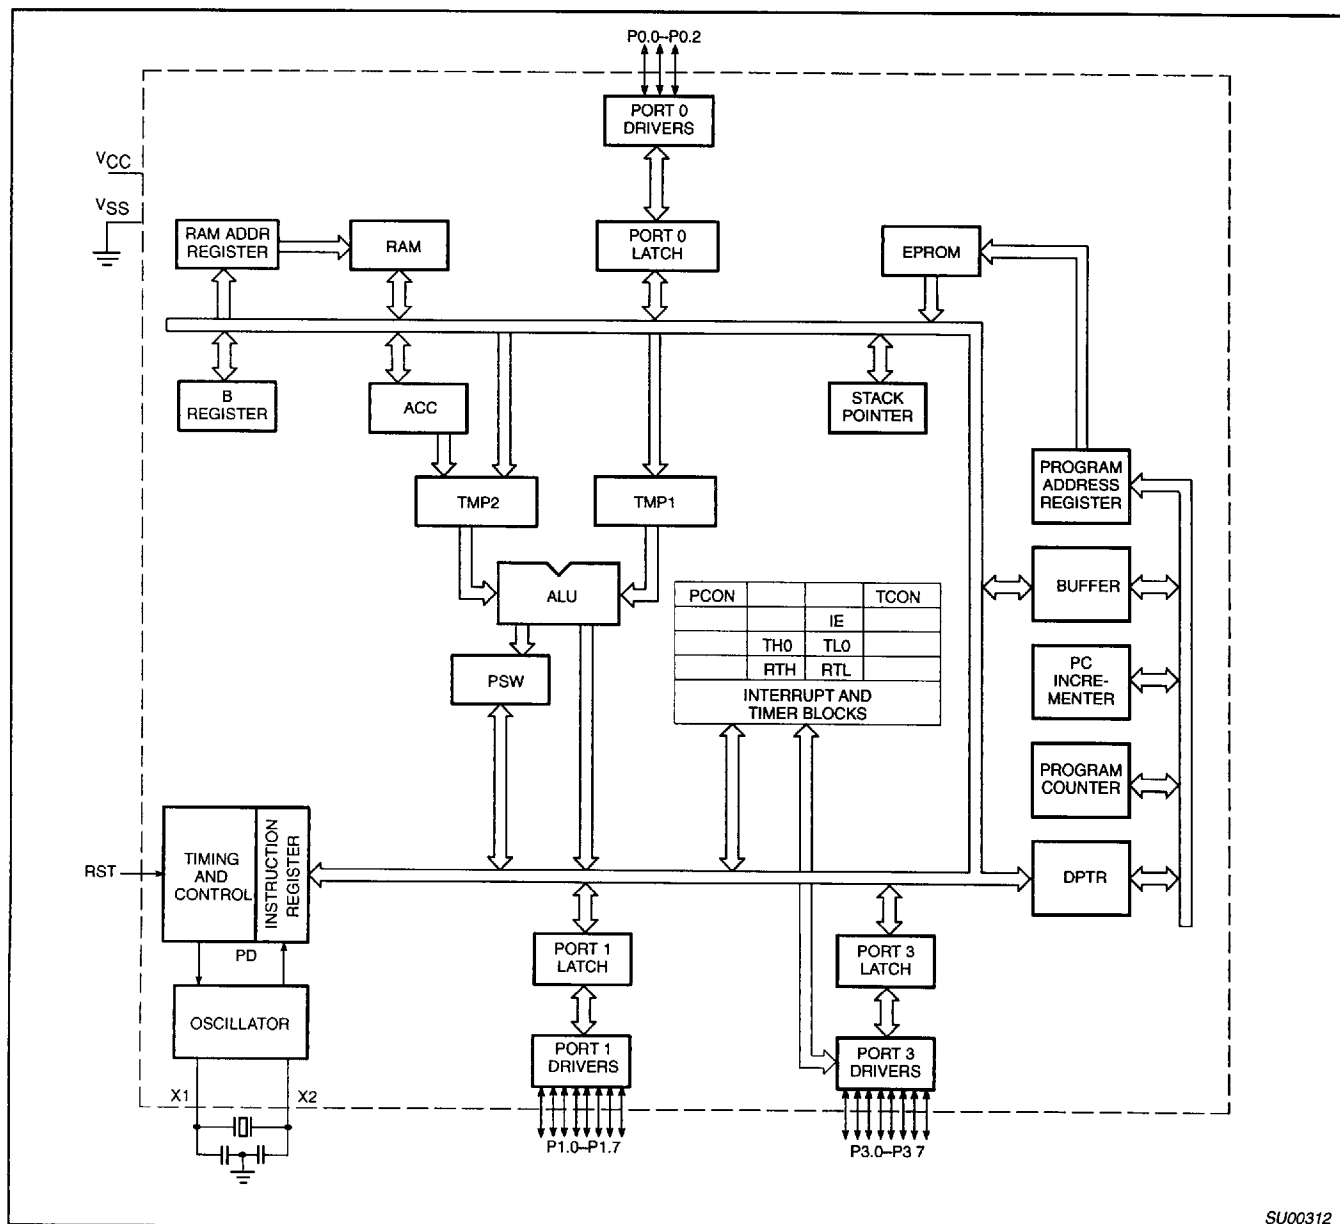 P0.0–P0.2
PORT 0
DRIVERS
VCC
VSS
RAM ADDR
REGISTER
RAM
PORT 0
LATCH
EPROM
B
REGISTER
ACC
STACK
POINTER
PROGRAM
ADDRESS
REGISTER
TMP2
TMP1
BUFFER
ALU
PCON
TCON
IE
TH0
TL0
RTH
RTL
INTERRUPT AND
TIMER BLOCKS
PSW
PC
INCRE-
MENTER
PROGRAM
COUNTER
RST
TIMING
AND
CONTROL
INSTRUCTION
REGISTER
DPTR
PD
PORT 1
LATCH
PORT 3
LATCH
OSCILLATOR
PORT 1
DRIVERS
PORT 3
DRIVERS
X1
X2
P1.0–P1.7
P3.0–P3 7
SU00312